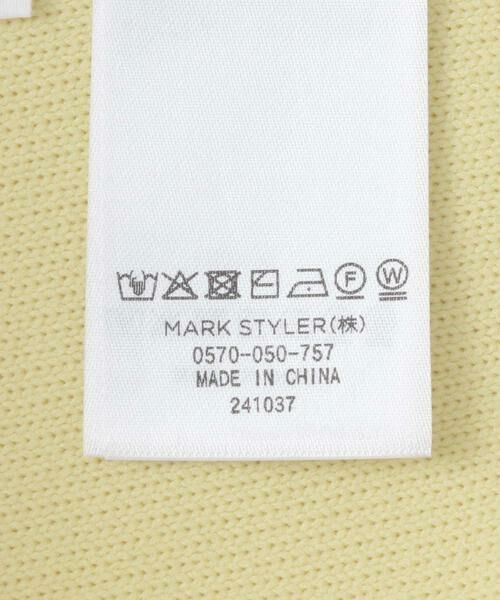 F W
MARK STYLER(株)
0570-050-757
MADE IN CHINA
241037